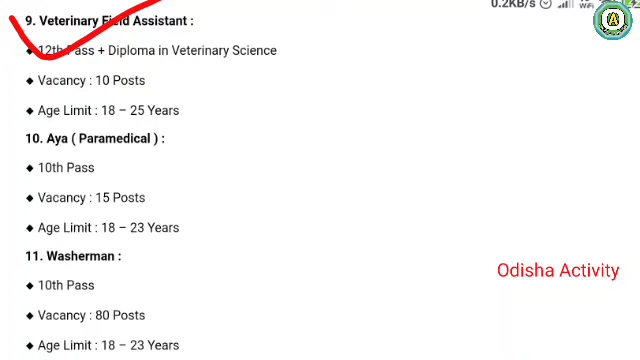 0.2KB/s
WiFi
9. Veterinary Field Assistant :
◆ 12th Pass + Diploma in Veterinary Science
◆ Vacancy : 10 Posts
◆ Age Limit : 18 – 25 Years
10. Aya ( Paramedical ) :
◆ 10th Pass
◆ Vacancy : 15 Posts
◆ Age Limit : 18 – 23 Years
11. Washerman :
Odisha Activity
◆ 10th Pass
◆ Vacancy : 80 Posts
◆ Age Limit : 18 – 23 Years